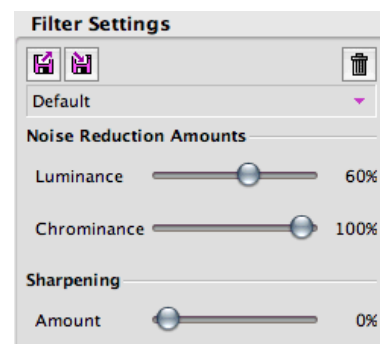 Filter Settings
Default
Noise Reduction Amounts
Luminance 60%
Chrominance 100%
Sharpening
Amount 0%